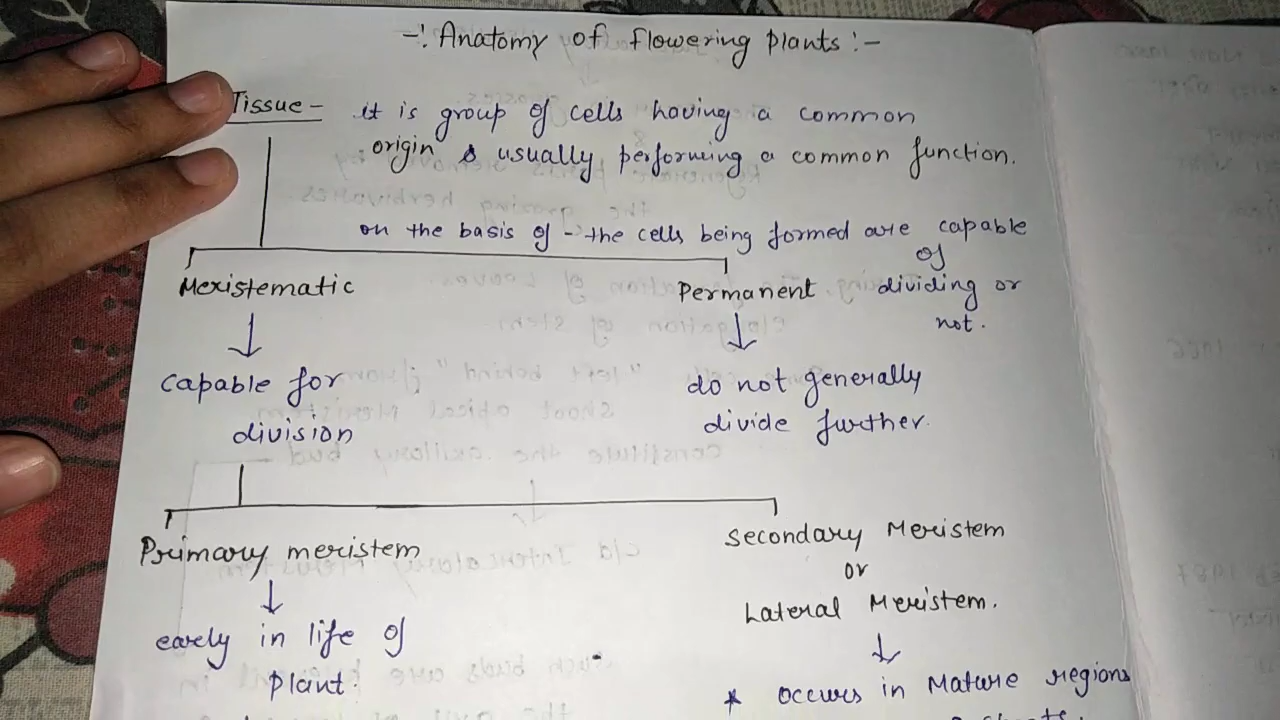 -: Anatomy of flowering plants :-
Tissue - it is group of cells having a common
origin & usually performing a common function.
on the basis of - the cells being formed are capable
of
Meristematic Permanent dividing or
not.
capable for do not generally
division divide further.
Primary meristem secondary Meristem
or
Lateral Meristem.
early in life of
plant.
* occurs in Mature regions